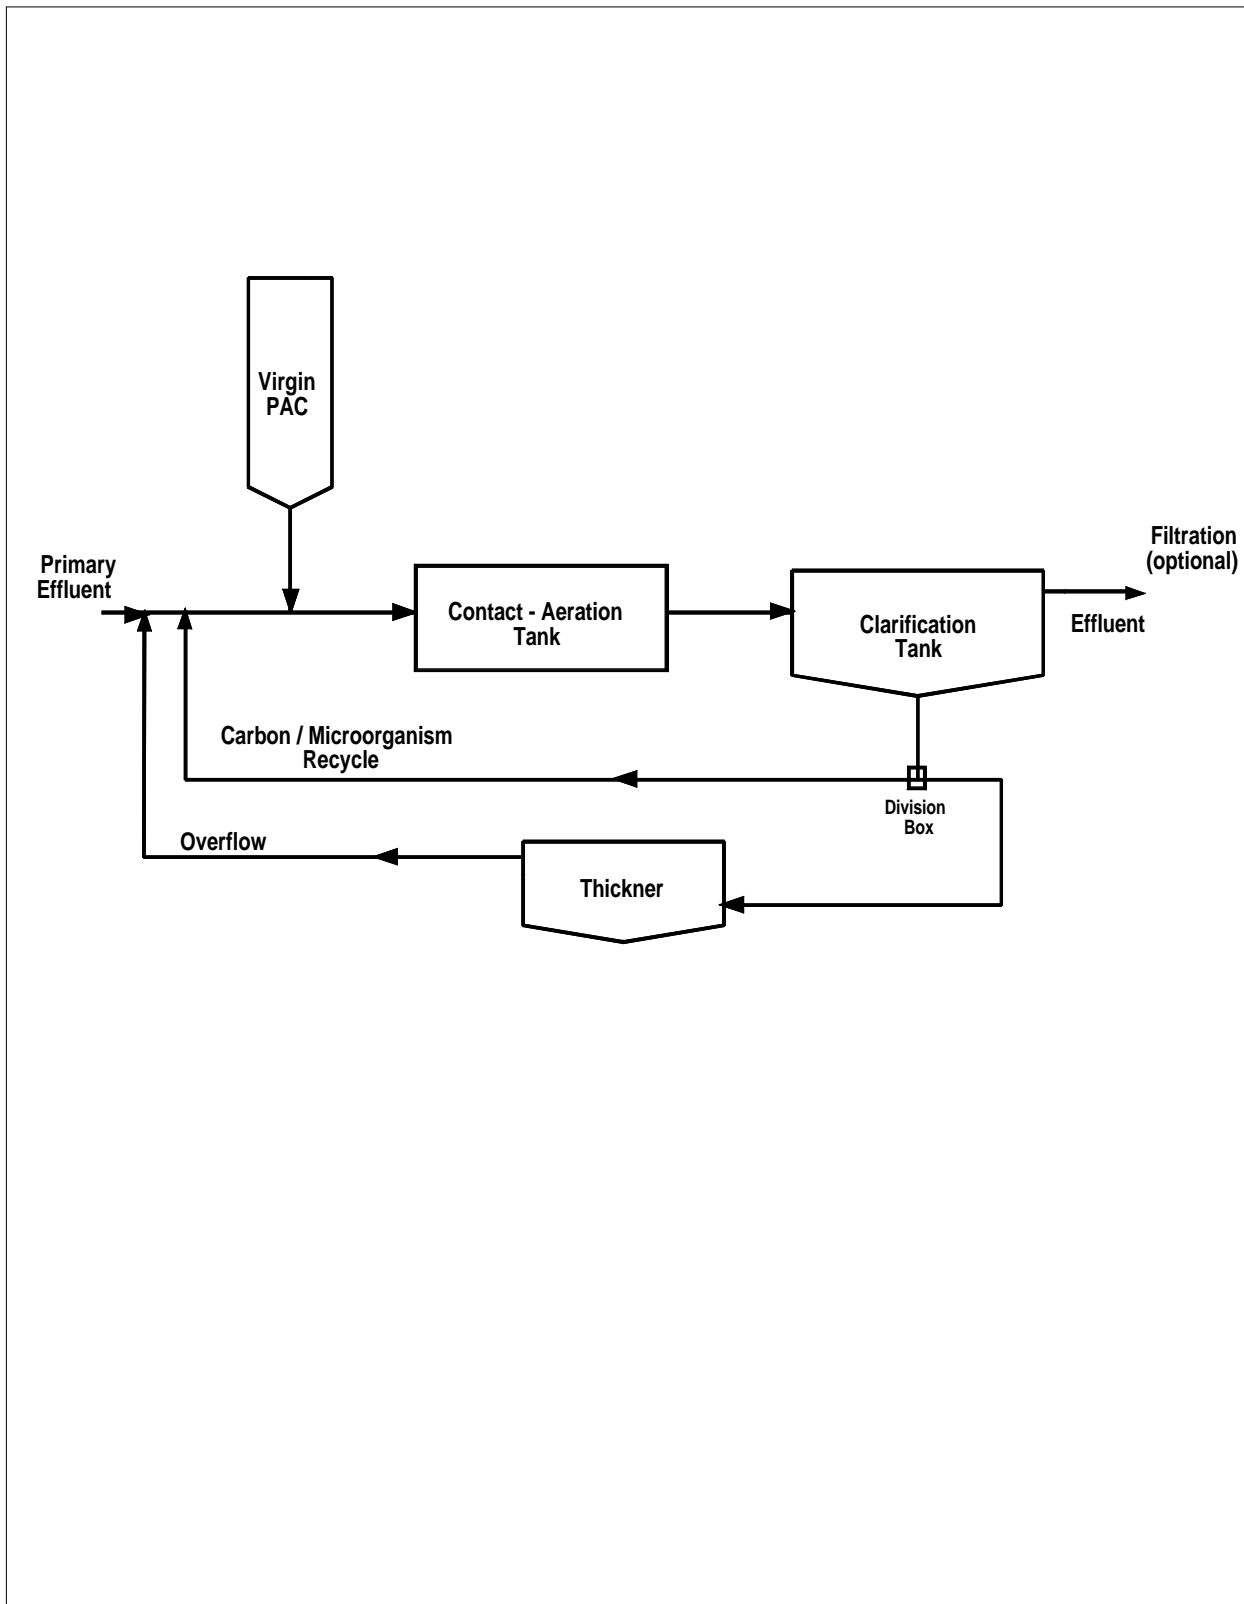 Virgin
PAC
Primary
Effluent
Contact - Aeration
Tank
Clarification
Tank
Filtration
(optional)
Effluent
Carbon / Microorganism
Recycle
Division
Box
Overflow
Thickner